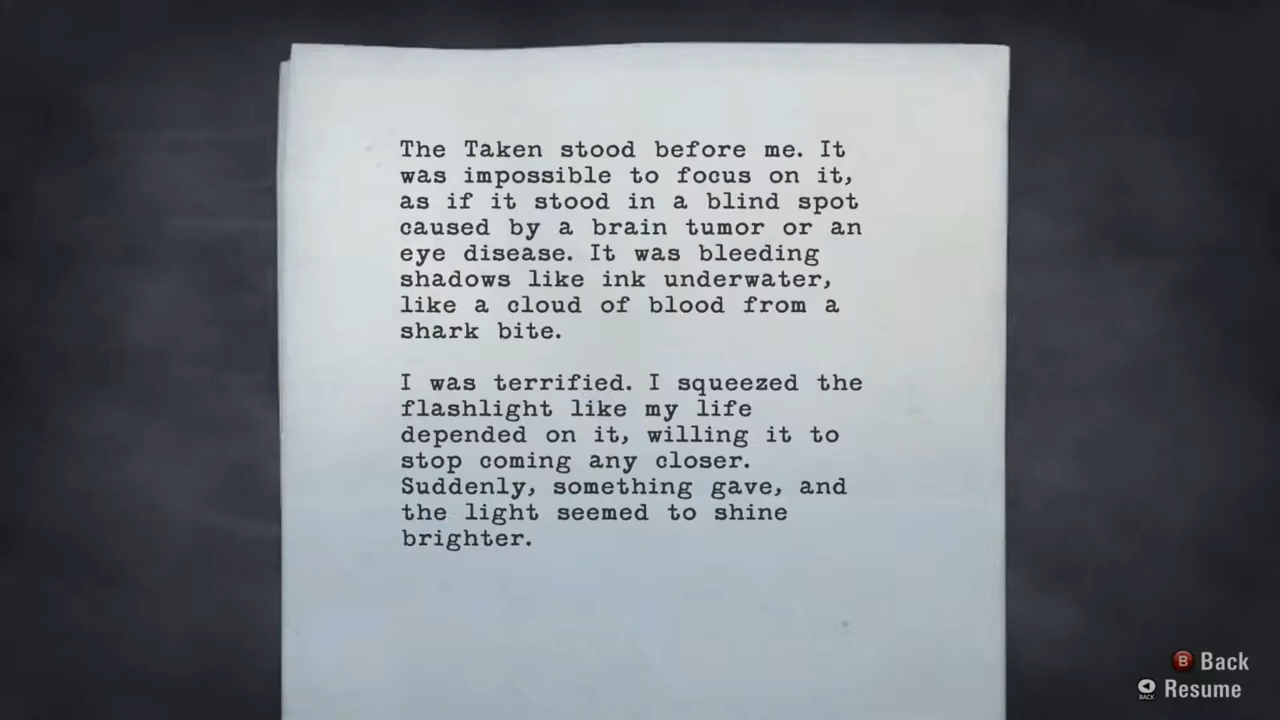 The Taken stood before me. It
was impossible to focus on it,
as if it stood in a blind spot
caused by a brain tumor or an
eye disease. It was bleeding
shadows like ink underwater,
like a cloud of blood from a
shark bite.
I was terrified. I squeezed the
flashlight like my life
depended on it, willing it to
stop coming any closer.
Suddenly, something gave, and
the light seemed to shine
brighter.
B Back
BACK Resume